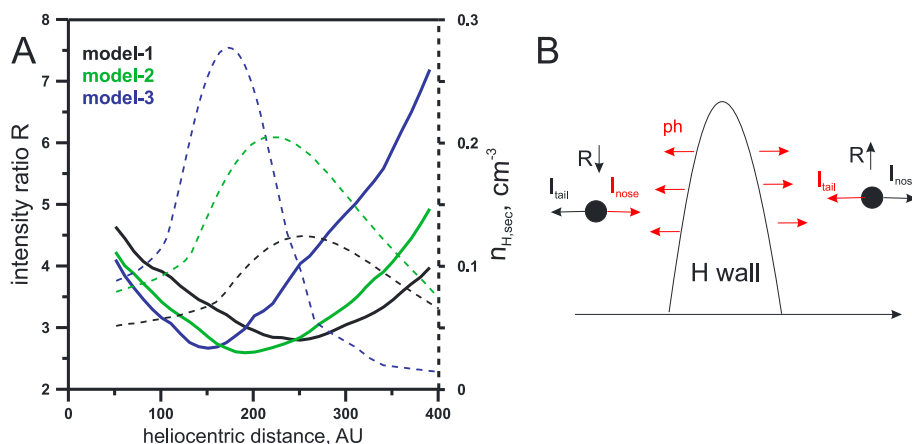 A
model-1
model-2
model-3
intensity ratio R
8
7
6
5
4
3
2
0
100
200
300
400
heliocentric distance, AU
0.3
0.2
0.1
0
n_H,sec, cm⁻³
B
ph
R
R
I_tail
I_nose
I_tail
I_nos
H wall